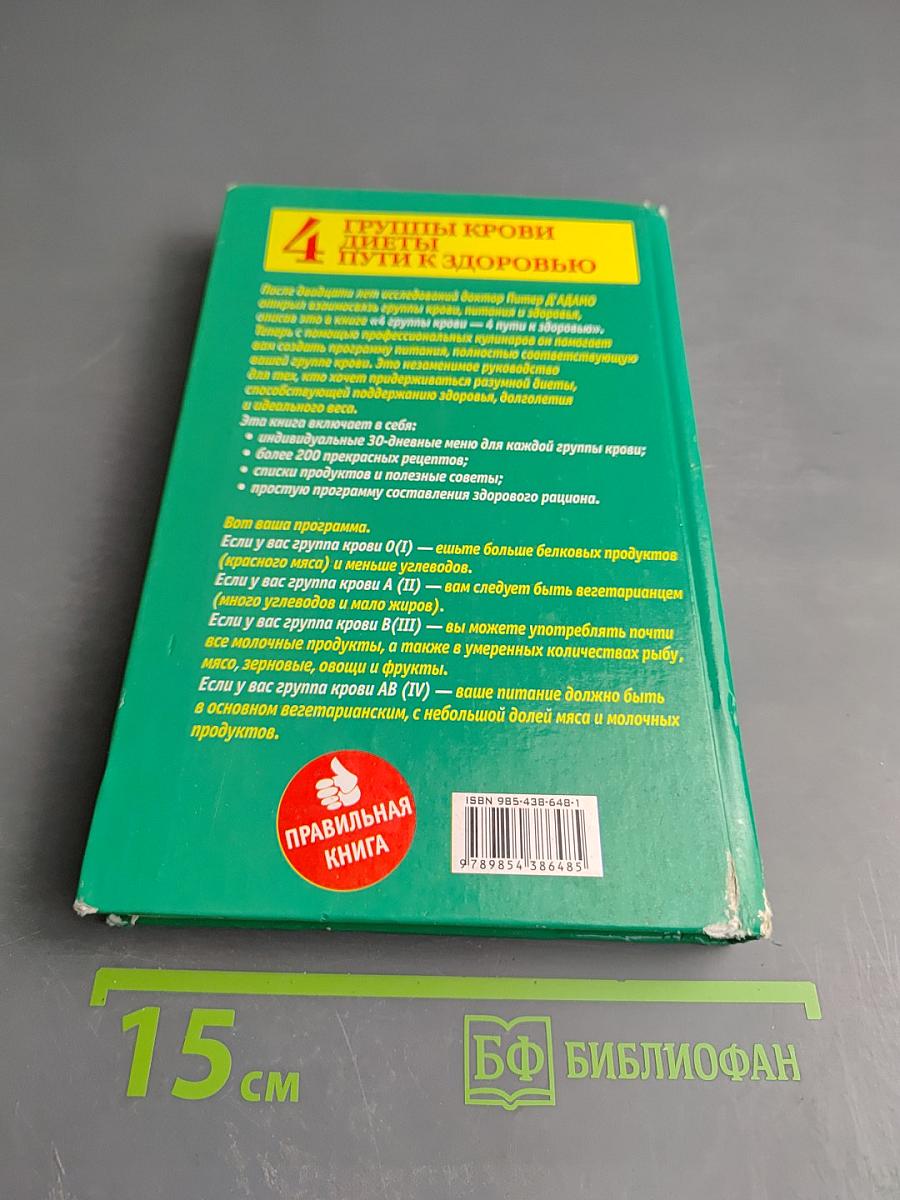 4
ГРУППЫ КРОВИ
ДИЕТЫ
ПУТИ К ЗДОРОВЬЮ
После двадцати лет исследований доктор Питер Д'АДАМО
открыл взаимосвязь группы крови, питания и здоровья,
описав это в книге «4 группы крови — 4 пути к здоровью».
Теперь с помощью профессиональных кулинаров он помогает
вам создать программу питания, полностью соответствующую
вашей группе крови. Это незаменимое руководство
для тех, кто хочет придерживаться разумной диеты,
способствующей поддержанию здоровья, долголетия
и идеального веса.
Эта книга включает в себя:
• индивидуальные 30-дневные меню для каждой группы крови;
• более 200 прекрасных рецептов;
• списки продуктов и полезные советы;
• простую программу составления здорового рациона.
Вот ваша программа.
Если у вас группа крови 0(I) — ешьте больше белковых продуктов
(красного мяса) и меньше углеводов.
Если у вас группа крови A (II) — вам следует быть вегетарианцем
(много углеводов и мало жиров).
Если у вас группа крови B(III) — вы можете употреблять почти
все молочные продукты, а также в умеренных количествах рыбу,
мясо, зерновые, овощи и фрукты.
Если у вас группа крови AB (IV) — ваше питание должно быть
в основном вегетарианским, с небольшой долей мяса и молочных
продуктов.
ПРАВИЛЬНАЯ
КНИГА
ISBN 985-438-648-1
9789854386485
15 см
БФ БИБЛИОФАН